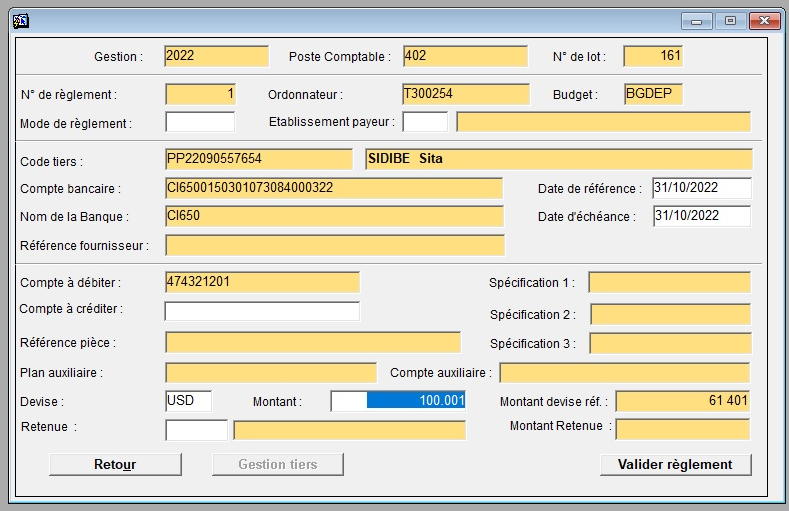 Gestion : 2022 Poste Comptable : 402 N° de lot : 161
N° de règlement : 1 Ordonnateur : T300254 Budget : BGDEP
Mode de règlement : Etablissement payeur :
Code tiers : PP22090557654 SIDIBE Sita
Compte bancaire : CI6500150301073084000322 Date de référence : 31/10/2022
Nom de la Banque : CI650 Date d'échéance : 31/10/2022
Référence fournisseur :
Compte à débiter : 474321201 Spécification 1 :
Compte à créditer : Spécification 2 :
Référence pièce : Spécification 3 :
Plan auxiliaire : Compte auxiliaire :
Devise : USD Montant : 100.001 Montant devise réf. : 61 401
Retenue : Montant Retenue :
Retour Gestion tiers Valider règlement